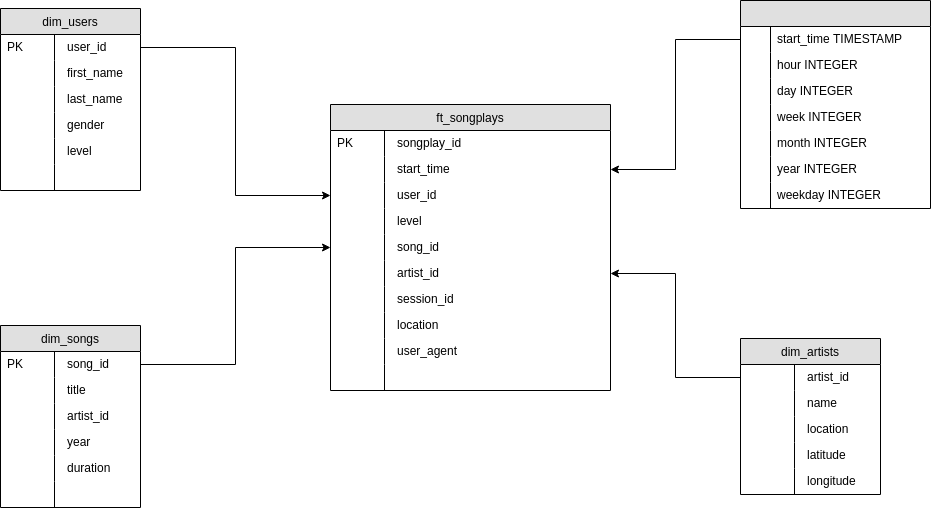 dim_users
PK user_id
first_name
last_name
gender
level
ft_songplays
PK songplay_id
start_time
user_id
level
song_id
artist_id
session_id
location
user_agent
start_time TIMESTAMP
hour INTEGER
day INTEGER
week INTEGER
month INTEGER
year INTEGER
weekday INTEGER
dim_songs
PK song_id
title
artist_id
year
duration
dim_artists
artist_id
name
location
latitude
longitude